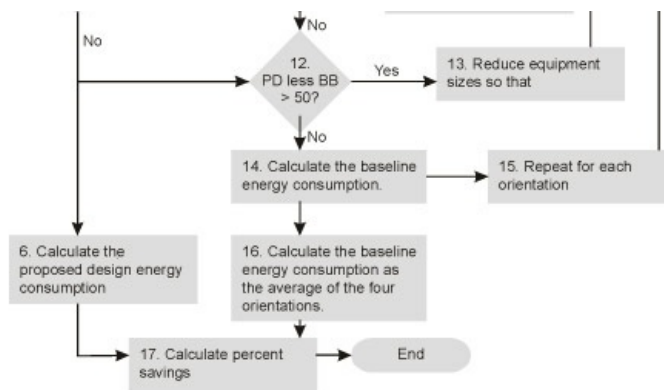 No
No
12.
PD less BB
> 50?
Yes
13. Reduce equipment
sizes so that
No
14. Calculate the baseline
energy consumption.
15. Repeat for each
orientation
6. Calculate the
proposed design energy
consumption
16. Calculate the baseline
energy consumption as
the average of the four
orientations.
17. Calculate percent
savings
End